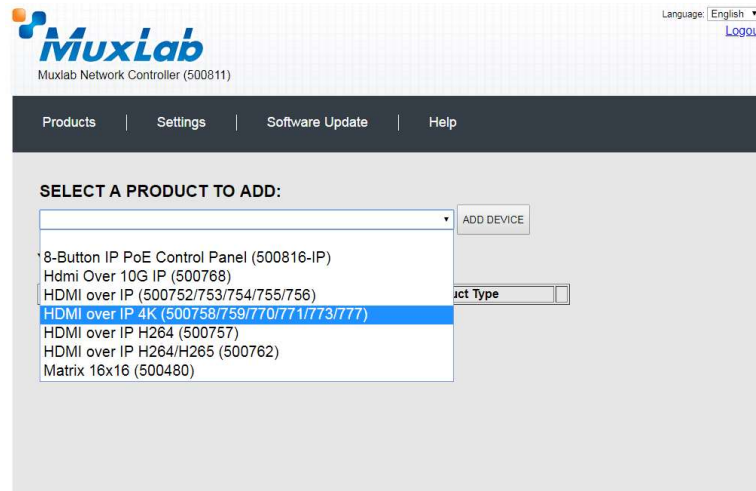 Language: English
Logou
MuxLab
Muxlab Network Controller (500811)
Products | Settings | Software Update | Help
SELECT A PRODUCT TO ADD:
ADD DEVICE
8-Button IP PoE Control Panel (500816-IP)
Hdmi Over 10G IP (500768)
HDMI over IP (500752/753/754/755/756)
uct Type
HDMI over IP 4K (500758/759/770/771/773/777)
HDMI over IP H264 (500757)
HDMI over IP H264/H265 (500762)
Matrix 16x16 (500480)